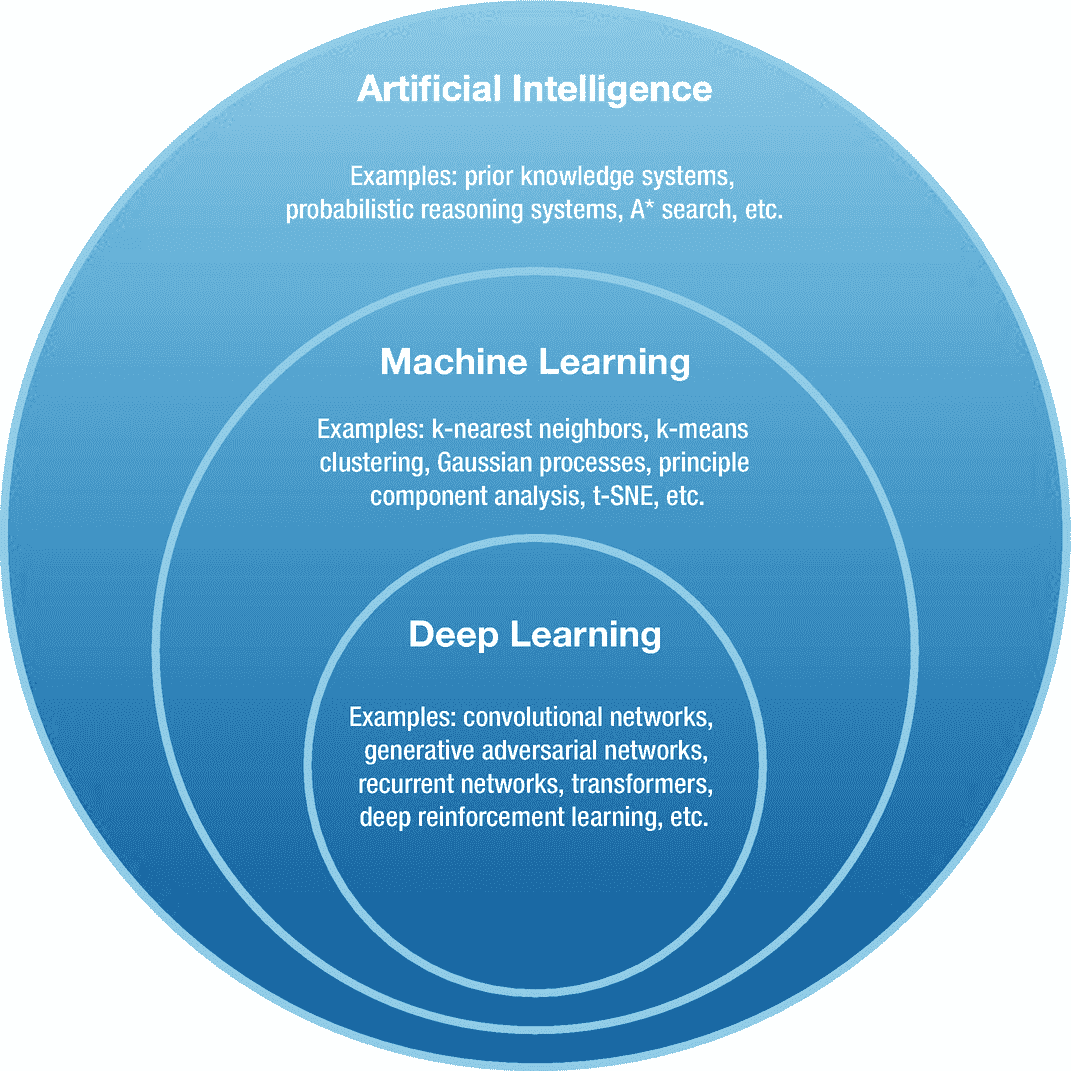 Artificial Intelligence
Examples: prior knowledge systems,
probabilistic reasoning systems, A* search, etc.
Machine Learning
Examples: k-nearest neighbors, k-means
clustering, Gaussian processes, principle
component analysis, t-SNE, etc.
Deep Learning
Examples: convolutional networks,
generative adversarial networks,
recurrent networks, transformers,
deep reinforcement learning, etc.